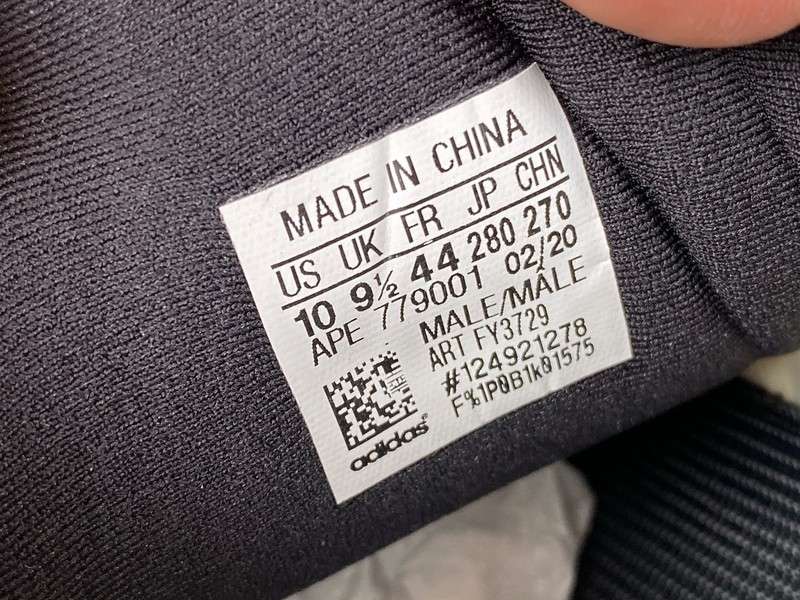 MADE IN CHINA
US UK FR JP CHN
10 9½ 44 280 270
APE 779001 02/20
MALE/MÂLE
ART FY3729
#124921278
F%1PQB1kQ1575
adidas®